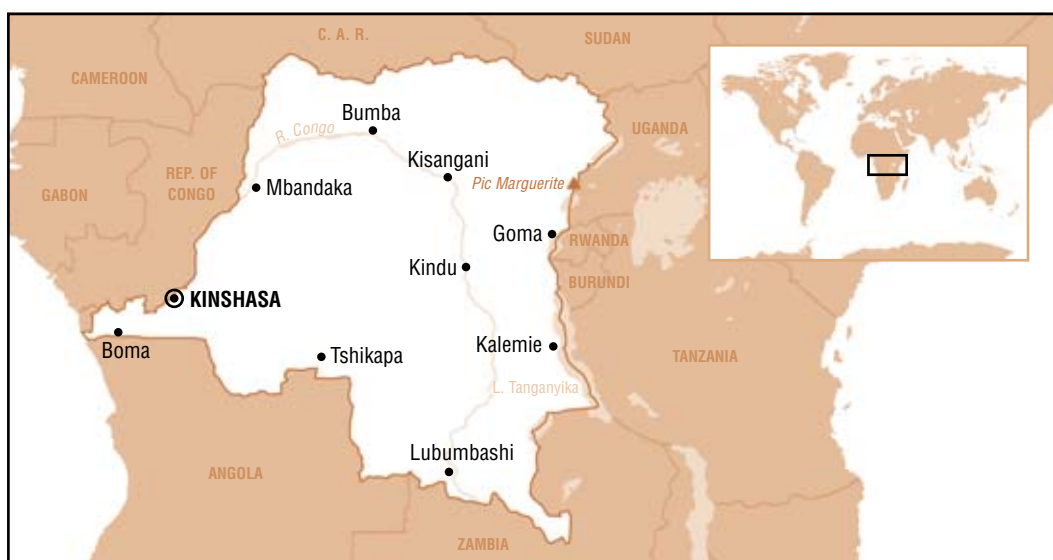 C. A. R.
SUDAN
CAMEROON
Bumba
UGANDA
R. Congo
Kisangani
REP. OF
CONGO
Pic Marguerite
GABON
Mbandaka
Goma
RWANDA
Kindu
BURUNDI
KINSHASA
Boma
Kalemie
Tshikapa
TANZANIA
L. Tanganyika
Lubumbashi
ANGOLA
ZAMBIA